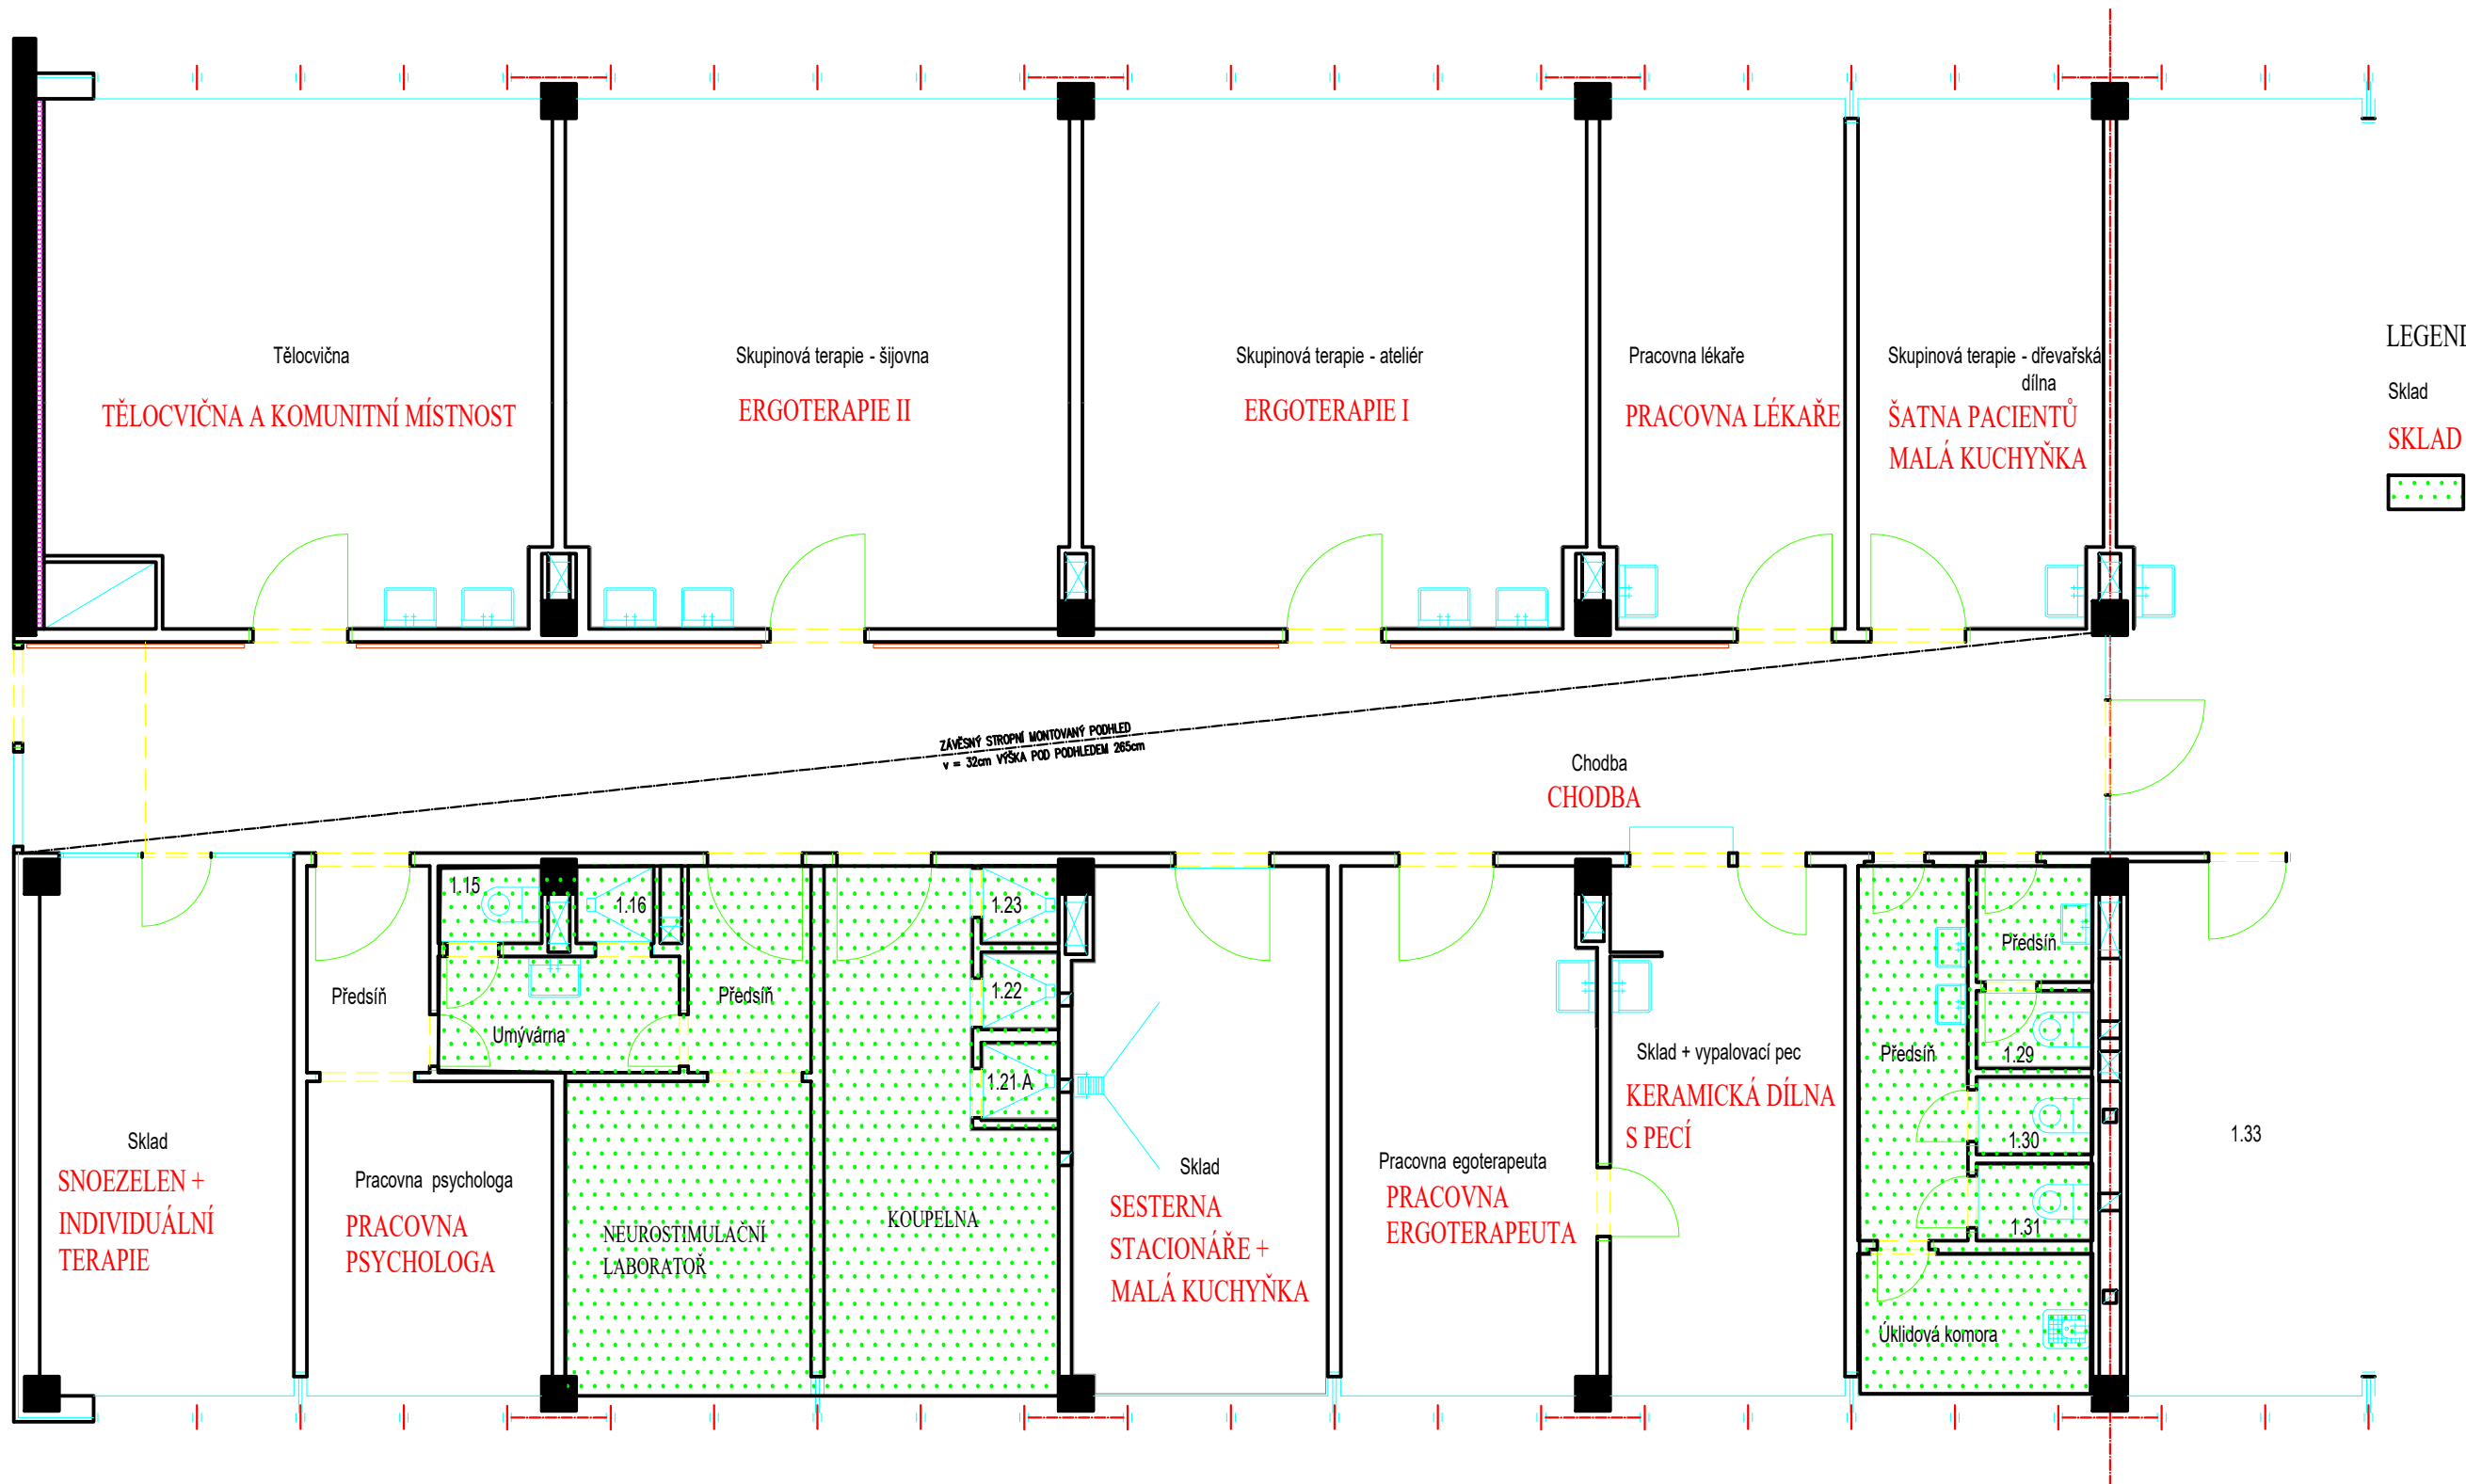 Tělocvična
TĚLOCVIČNA A KOMUNITNÍ MÍSTNOST
Skupinová terapie - šijovna
ERGOTERAPIE II
Skupinová terapie - ateliér
ERGOTERAPIE I
Pracovna lékaře
PRACOVNA LÉKAŘE
Skupinová terapie - dřevařská
dílna
ŠATNA PACIENTŮ
MALÁ KUCHYŇKA
LEGEND
Sklad
SKLAD
ZÁVĚSNÝ STROPNÍ MONTOVANÝ PODHLED
v = 32cm VÝŠKA POD PODHLEDEM 265cm
Chodba
CHODBA
Sklad
SNOEZELEN +
INDIVIDUÁLNÍ
TERAPIE
Předsíň
Pracovna psychologa
PRACOVNA
PSYCHOLOGA
1.15
1.16
Umývárna
Předsíň
NEUROSTIMULAČNÍ
LABORATOŘ
KOUPELNA
1.23
1.22
1.21 A
Sklad
SESTERNA
STACIONÁŘE +
MALÁ KUCHYŇKA
Pracovna egoterapeuta
PRACOVNA
ERGOTERAPEUTA
Sklad + vypalovací pec
KERAMICKÁ DÍLNA
S PECÍ
Předsíň
Předsíň
1.29
1.30
1.31
Úklidová komora
1.33